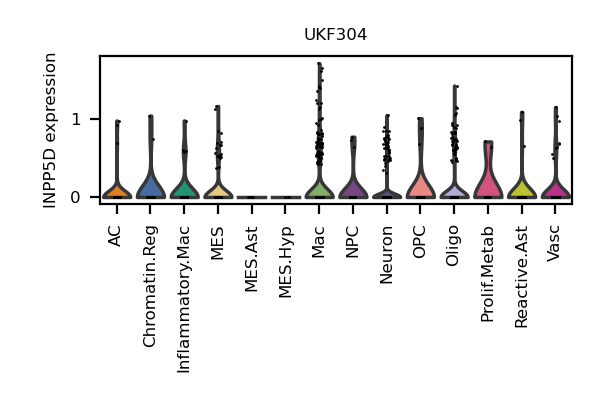 UKF304
INPP5D expression
1
0
AC
Chromatin.Reg
Inflammatory.Mac
MES
MES.Ast
MES.Hyp
Mac
NPC
Neuron
OPC
Oligo
Prolif.Metab
Reactive.Ast
Vasc